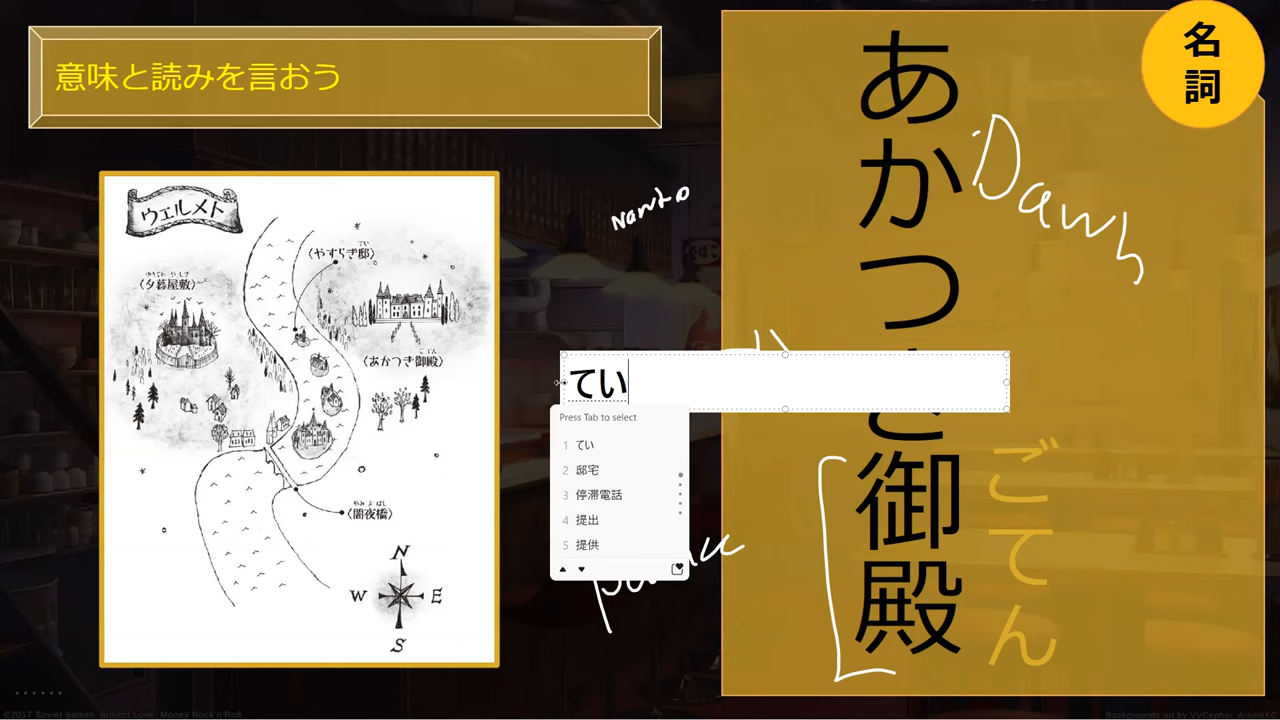 意味と読みを言おう
名
詞
あかつき御殿
ごてん
Dawn
ウェルメト
〈やすらぎ邸〉
てい
〈夕暮屋敷〉
ゆうぐれ やしき
〈あかつき御殿〉
ごてん
〈闇夜橋〉
やみ よ ばし
N
W
E
S
てい
Press Tab to select
1 てい
2 邸宅
3 停滞電話
4 提出
5 提供
©2017 Soviet games, project Love, Money Rock'n'Roll
Backgrounds art by VVCepher, ArseniXC